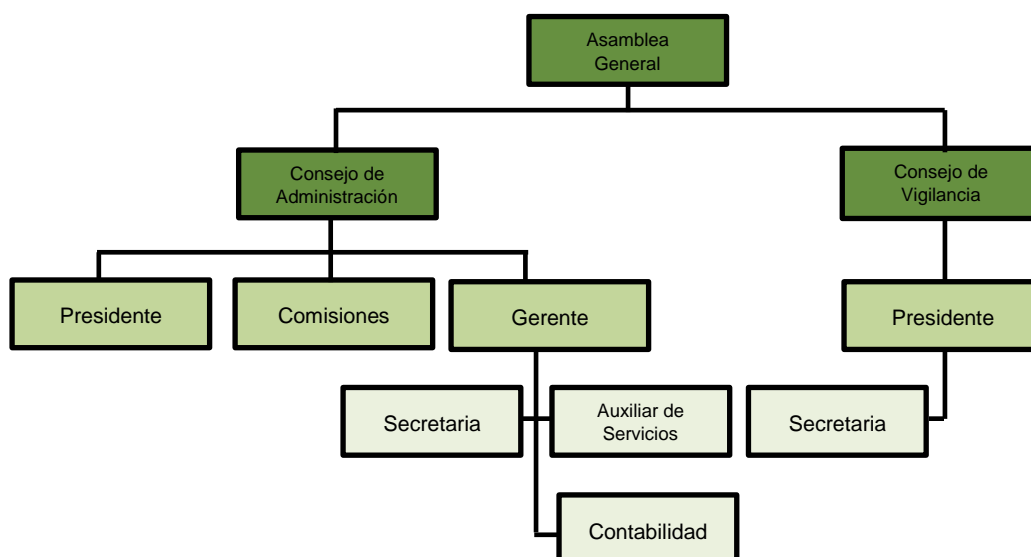 Asamblea
General
Consejo de
Administración
Consejo de
Vigilancia
Presidente
Comisiones
Gerente
Presidente
Secretaria
Auxiliar de
Servicios
Secretaria
Contabilidad